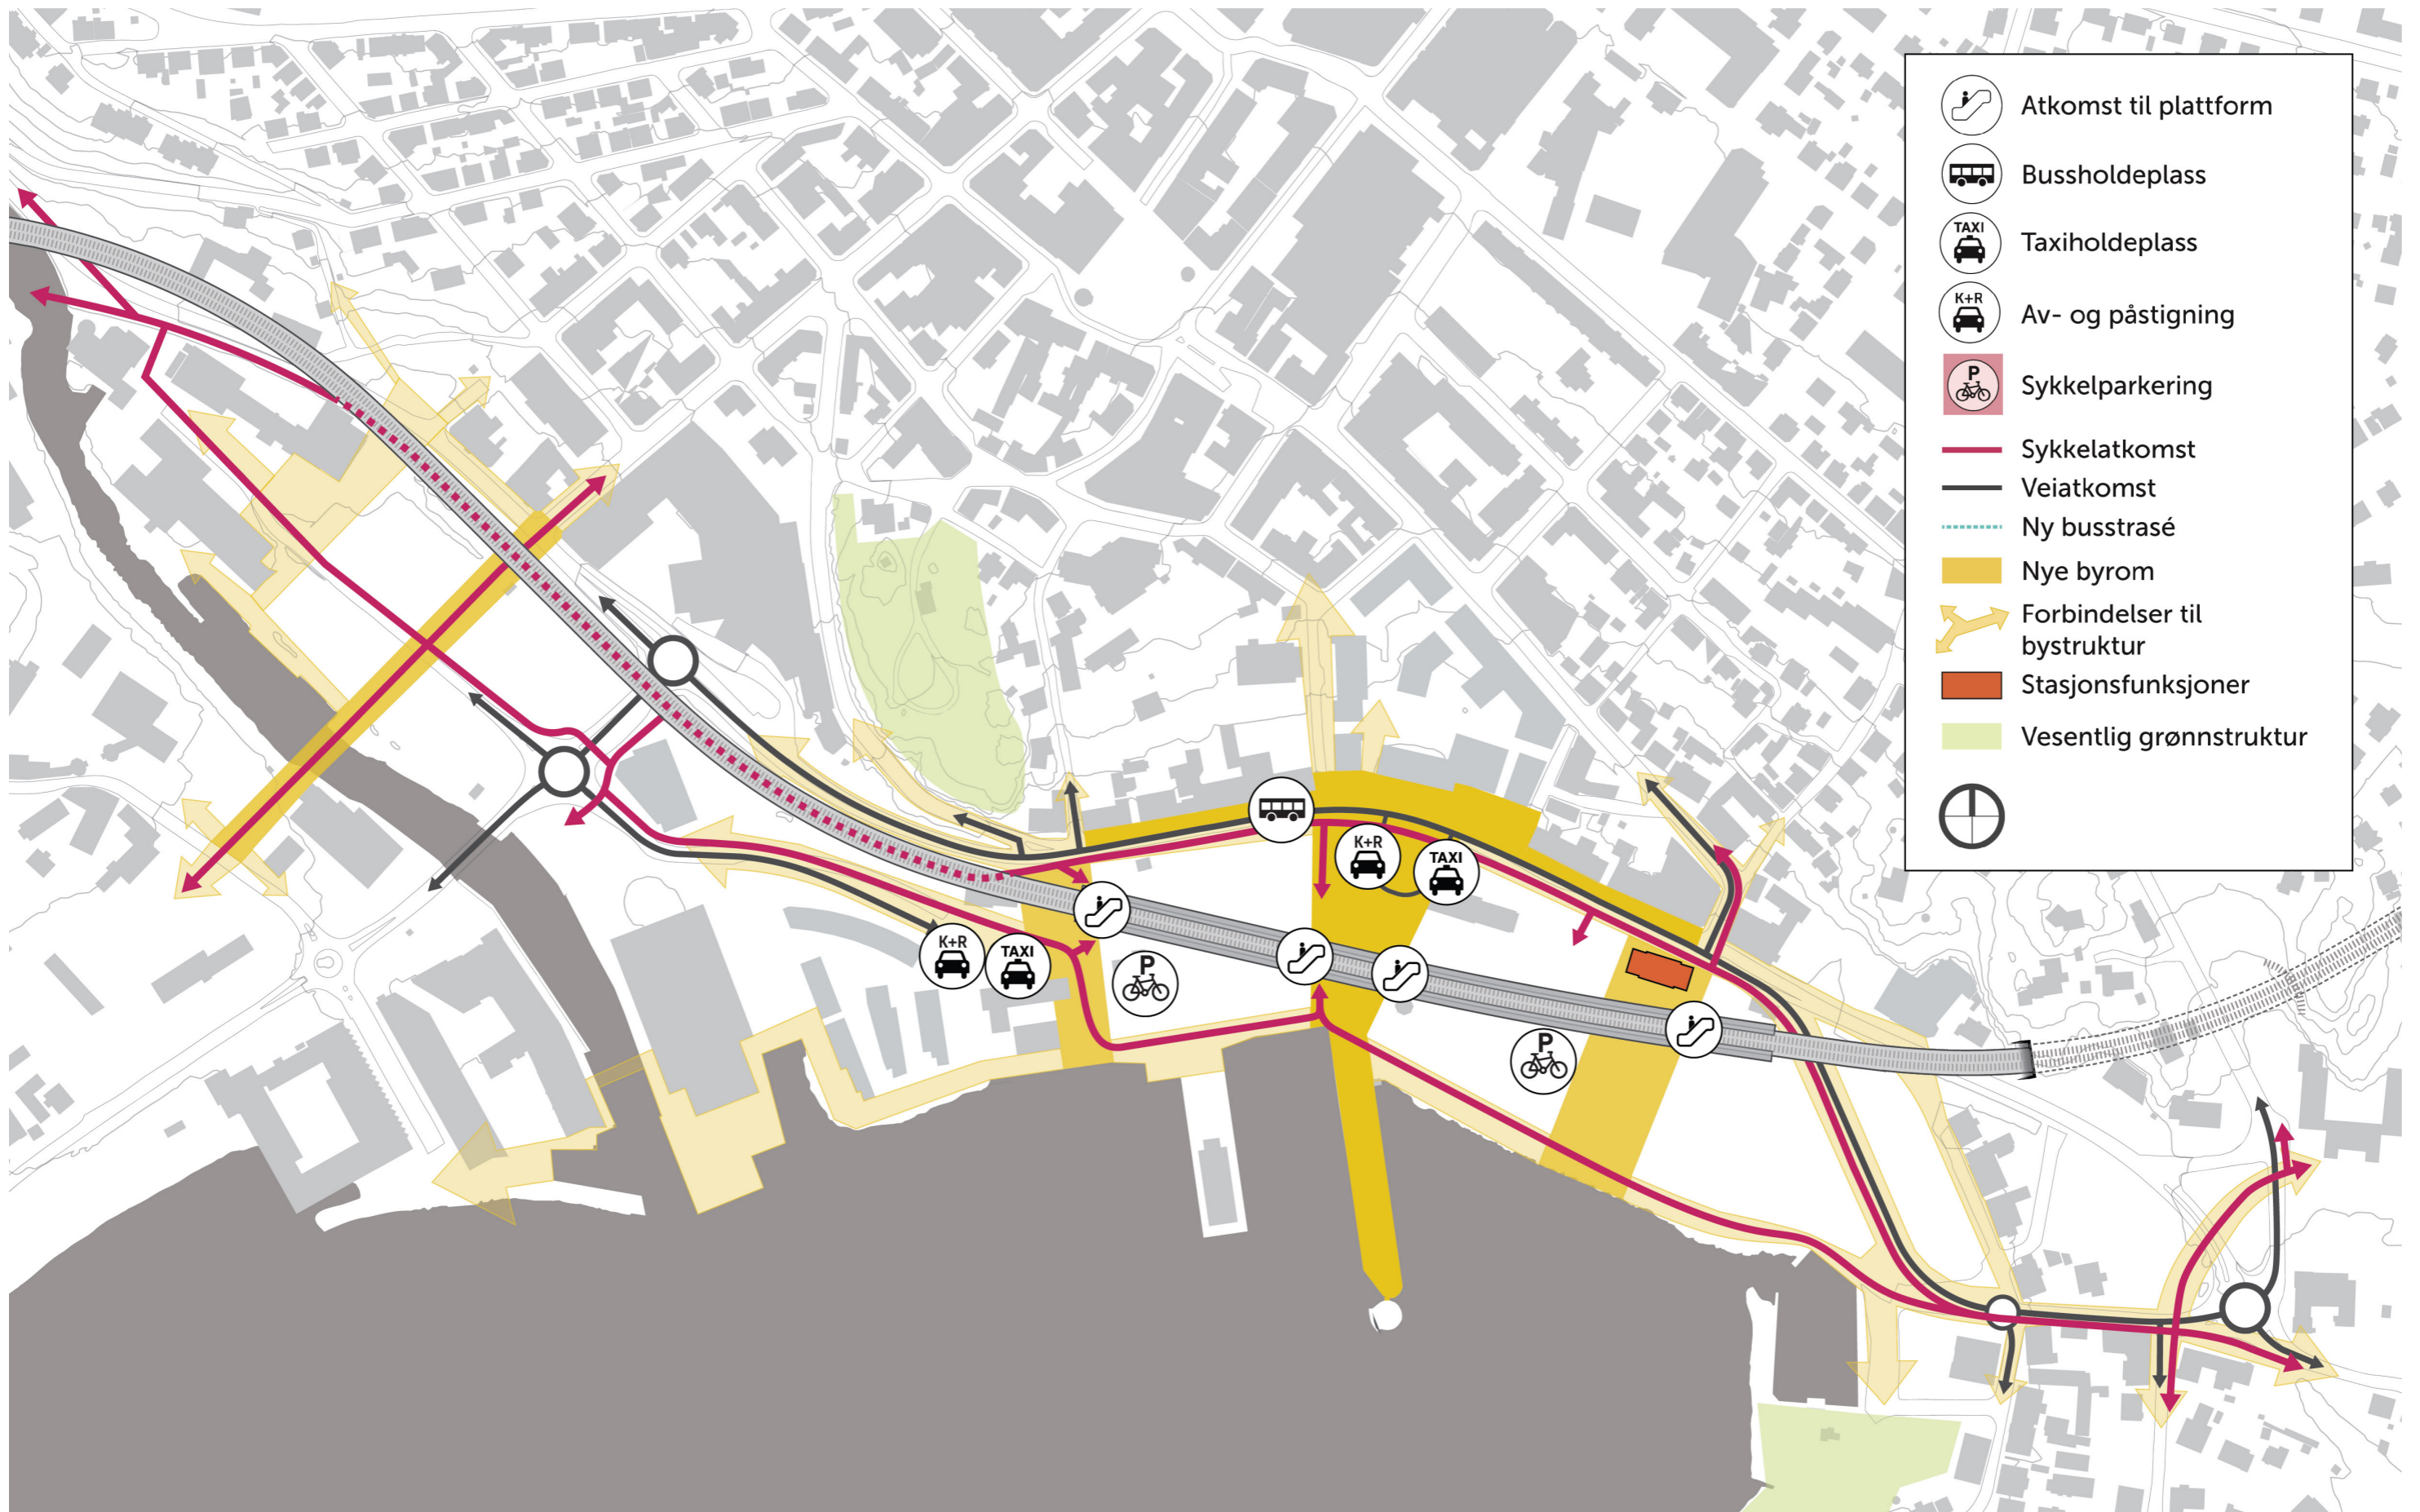 Atkomst til plattform
Bussholdeplass
TAXI
Taxiholdeplass
K+R
Av- og påstigning
P
Sykkelparkering
Sykkelatkomst
Veiatkomst
Ny busstrasé
Nye byrom
Forbindelser til
bystruktur
Stasjonsfunksjoner
Vesentlig grønnstruktur
K+R
TAXI
K+R
TAXI
P
P